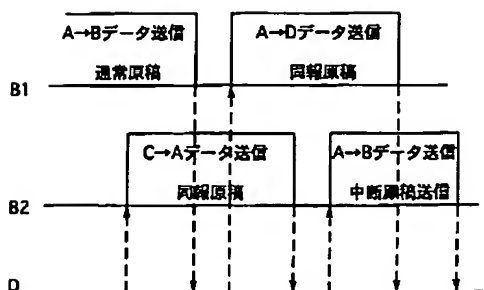 A→Bデータ送信
通常原稿
A→Dデータ送信
同報原稿
B1
C→Aデータ送信
同報原稿
A→Bデータ送信
中断原稿送信
B2
D